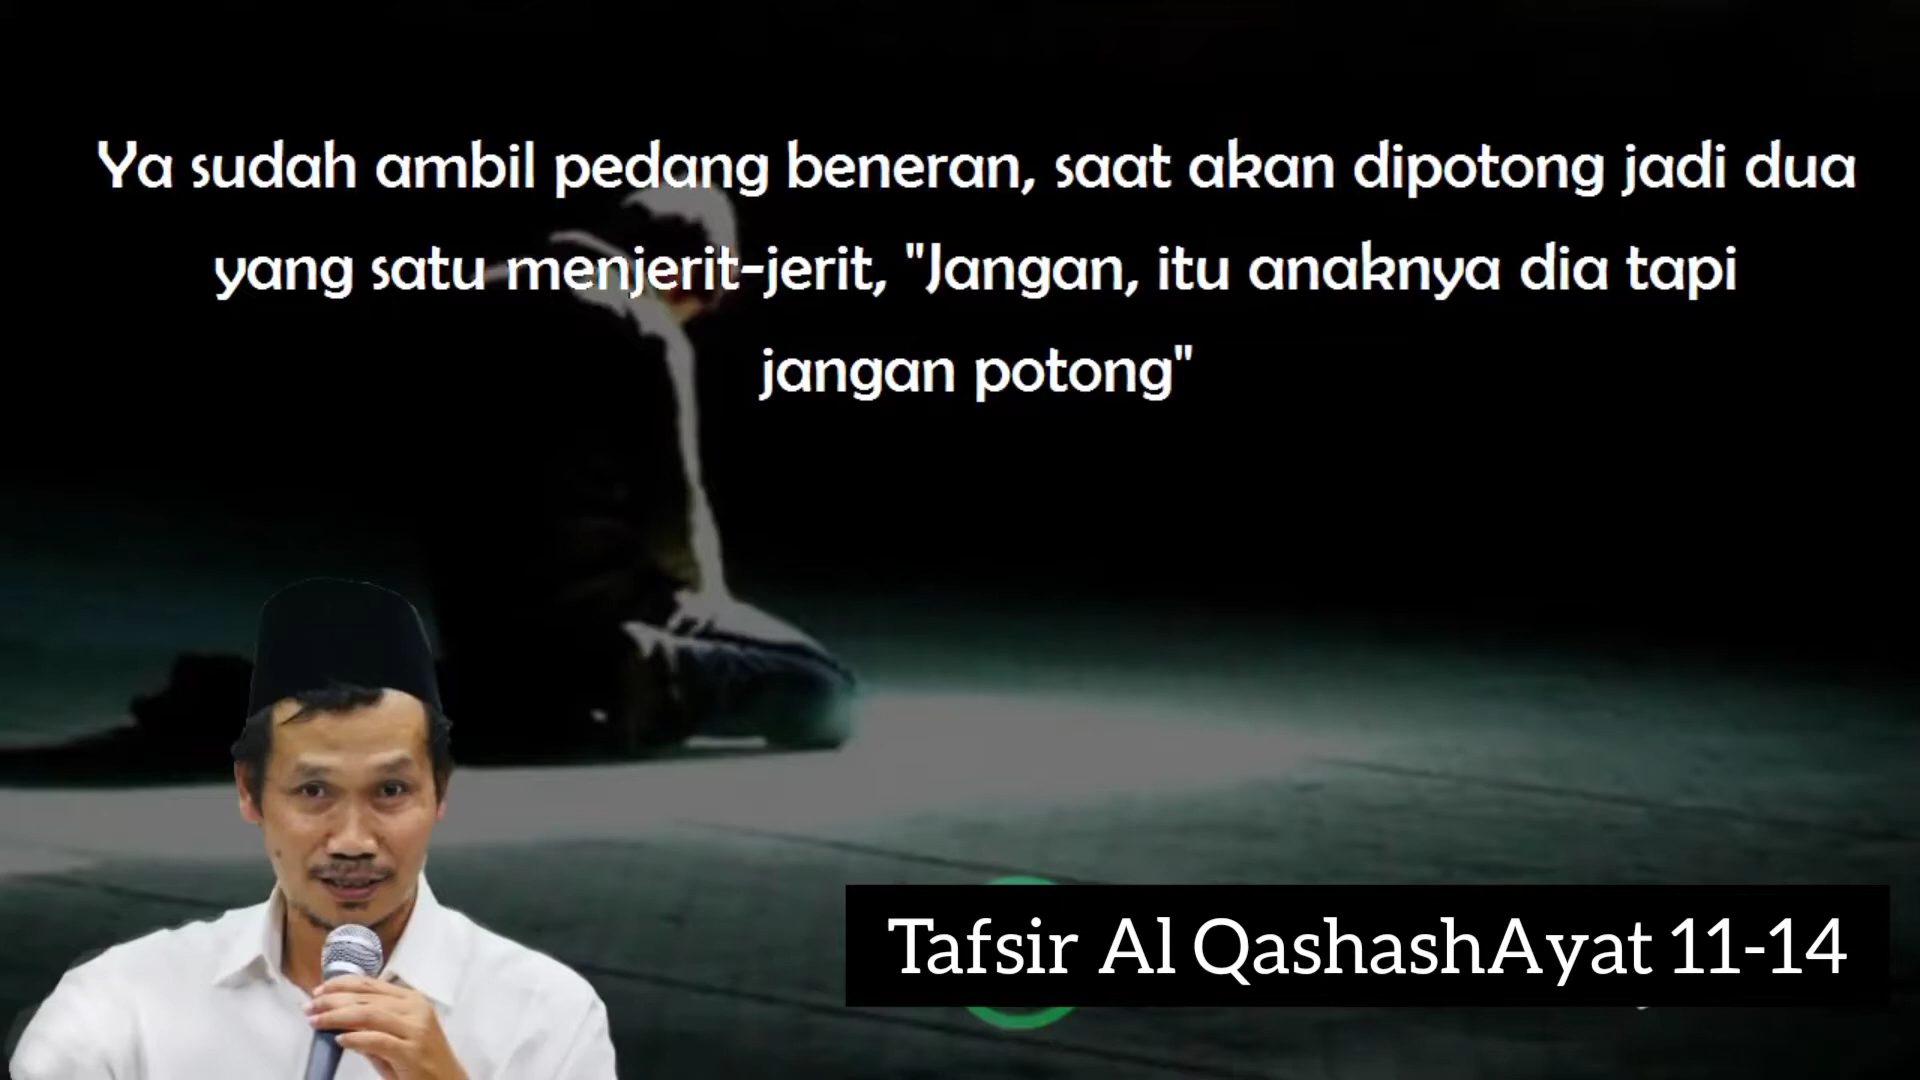 Ya sudah ambil pedang beneran, saat akan dipotong jadi dua
yang satu menjerit-jerit, "Jangan, itu anaknya dia tapi
jangan potong"
Tafsir Al QashashAyat 11-14